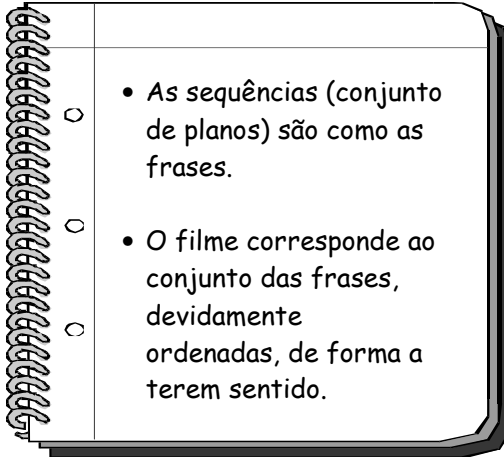 • As sequências (conjunto
de planos) são como as
frases.
• O filme corresponde ao
conjunto das frases,
devidamente
ordenadas, de forma a
terem sentido.